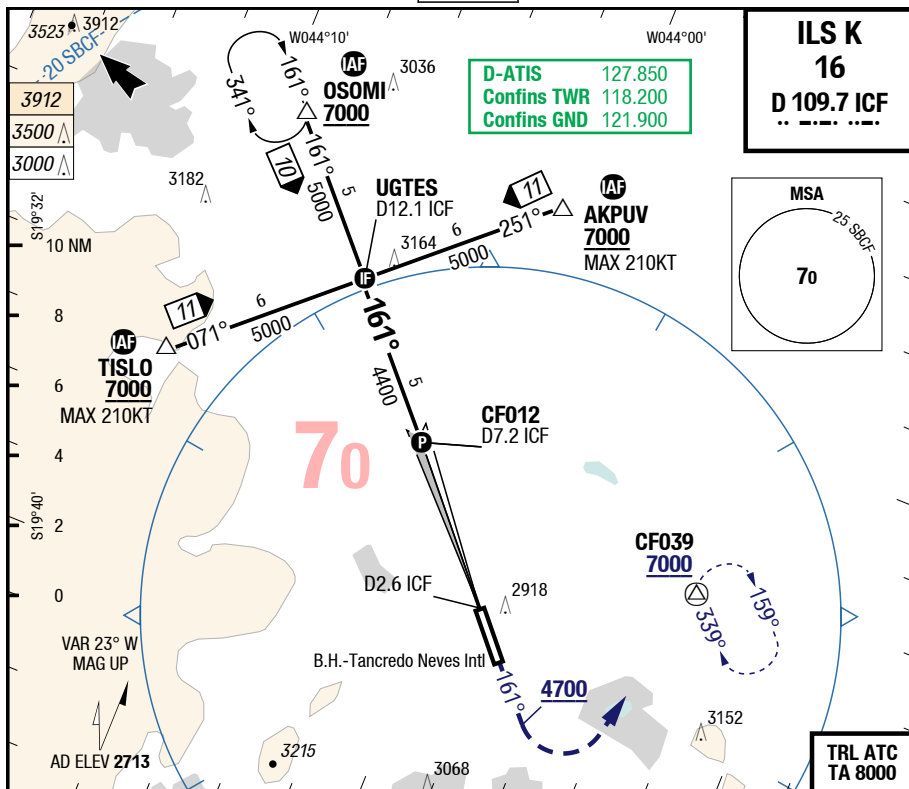 3523
3912
20 SBCF
3912
3500
3000
W044°10'
W044°00'
ILS K
16
D 109.7 ICF
D-ATIS 127.850
Confins TWR 118.200
Confins GND 121.900
IAF
OSOMI
7000
3036
341°
161°
161°
10
5
5000
3182
UGTES
D12.1 ICF
11
251°
6
5000
IAF
AKPUV
7000
MAX 210KT
MSA
25 SBCF
70
S19°32'
10 NM
3164
IF
8
11
071°
6
5000
161°
IAF
TISLO
7000
MAX 210KT
6
5
4400
CF012
D7.2 ICF
P
70
4
S19°40'
2
CF039
7000
0
D2.6 ICF
2918
339°
159°
VAR 23° W
MAG UP
B.H.-Tancredo Neves Intl
161°
4700
3152
3215
AD ELEV 2713
3068
TRL ATC
TA 8000